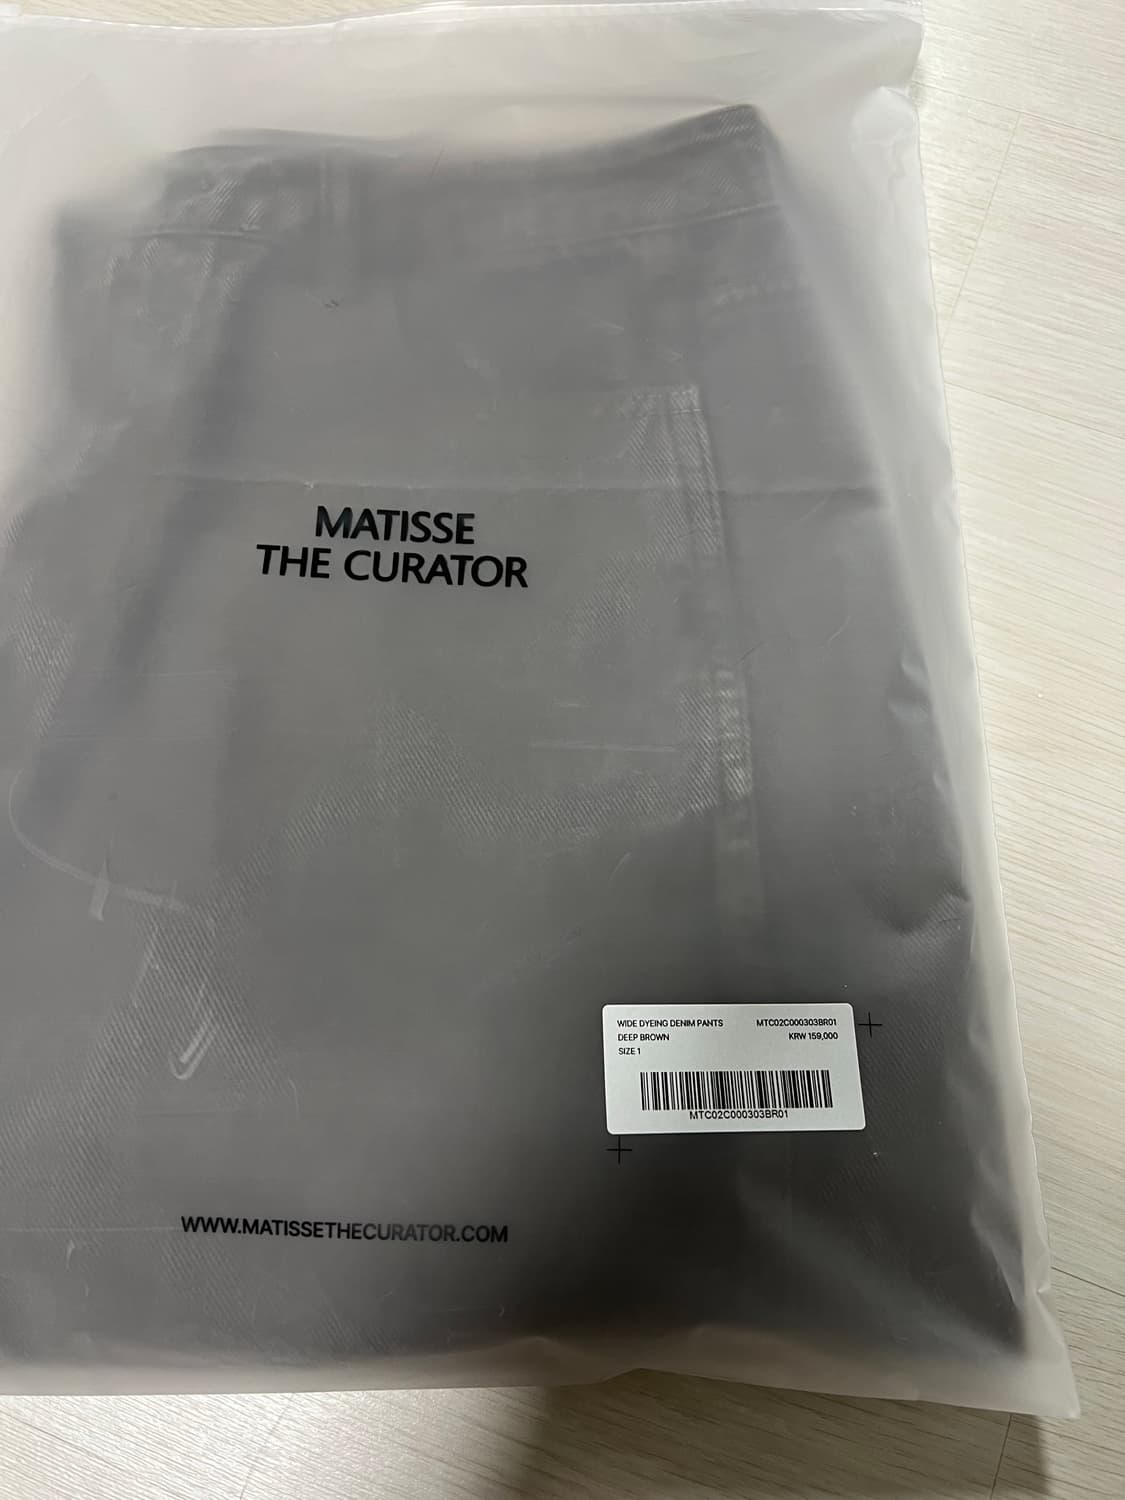 MATISSE
THE CURATOR
WIDE DYEING DENIM PANTS MTC02C000303BR01
DEEP BROWN KRW 159,000
SIZE 1
MTC02C000303BR01
WWW.MATISSETHECURATOR.COM